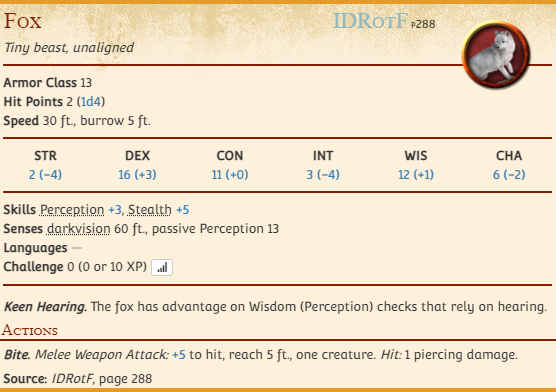 Fox IDRotF p288
Tiny beast, unaligned
Armor Class 13
Hit Points 2 (1d4)
Speed 30 ft., burrow 5 ft.
STR DEX CON INT WIS CHA
2 (−4) 16 (+3) 11 (+0) 3 (−4) 12 (+1) 6 (−2)
Skills Perception +3, Stealth +5
Senses darkvision 60 ft., passive Perception 13
Languages —
Challenge 0 (0 or 10 XP)
Keen Hearing. The fox has advantage on Wisdom (Perception) checks that rely on hearing.
Actions
Bite. Melee Weapon Attack: +5 to hit, reach 5 ft., one creature. Hit: 1 piercing damage.
Source: IDRotF, page 288